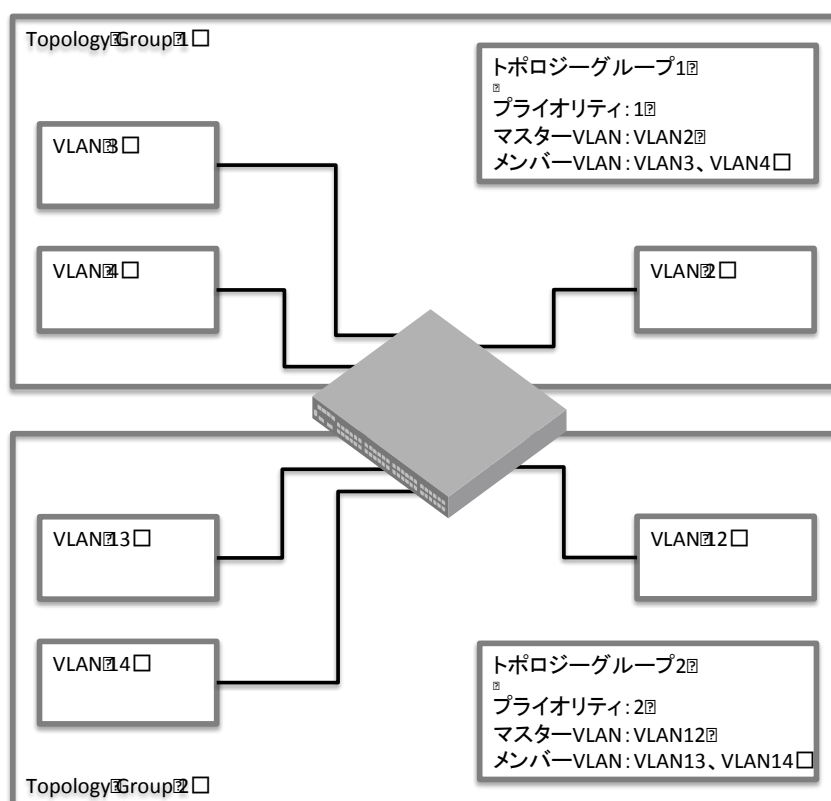 Topology Group 1
トポロジーグループ1
プライオリティ:1
マスターVLAN:VLAN2
メンバーVLAN:VLAN3、VLAN4
VLAN 3
VLAN 4
VLAN 2
VLAN 13
VLAN 12
VLAN 14
トポロジーグループ2
プライオリティ:2
マスターVLAN:VLAN12
メンバーVLAN:VLAN13、VLAN14
Topology Group 2